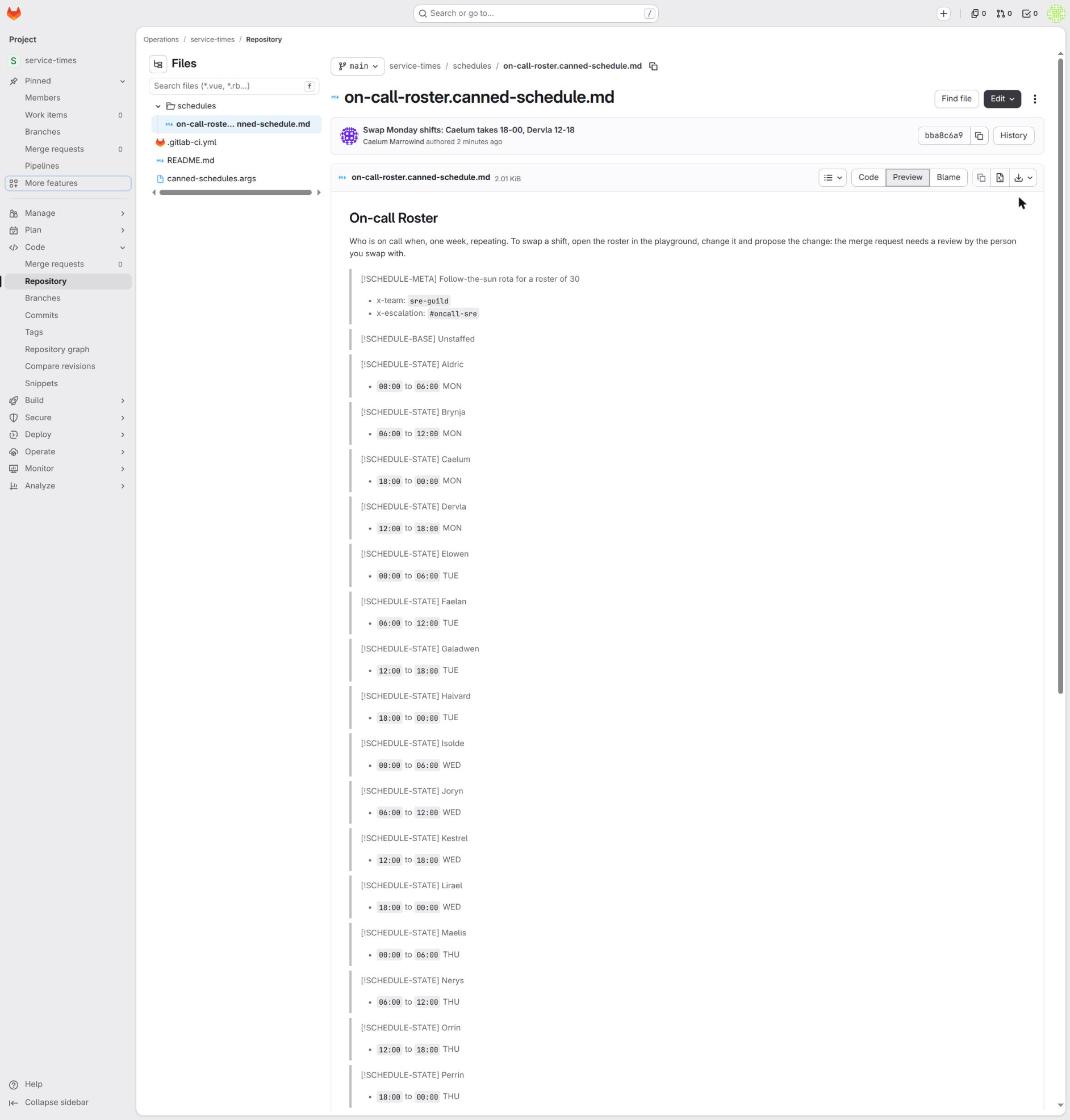 Search or go to...
/
0
0
0
Project
S service-times
Pinned
Members
Work items 0
Branches
Merge requests 0
Pipelines
More features
Manage
Plan
Code
Merge requests 0
Repository
Branches
Commits
Tags
Repository graph
Compare revisions
Snippets
Build
Secure
Deploy
Operate
Monitor
Analyze
Help
Collapse sidebar
Operations / service-times / Repository
Files
Search files (*.vue, *.rb...) f
schedules
on-call-roste... nned-schedule.md
.gitlab-ci.yml
README.md
canned-schedules.args
main
service-times / schedules / on-call-roster.canned-schedule.md
on-call-roster.canned-schedule.md
Find file
Edit
Swap Monday shifts: Caelum takes 18-00, Dervla 12-18
Caelum Marrowind authored 2 minutes ago
bba8c6a9
History
on-call-roster.canned-schedule.md 2.01 KiB
Code
Preview
Blame
On-call Roster
Who is on call when, one week, repeating. To swap a shift, open the roster in the playground, change it and propose the change: the merge request needs a review by the person
you swap with.
[!SCHEDULE-META] Follow-the-sun rota for a roster of 30
• x-team: sre-guild
• x-escalation: #oncall-sre
[!SCHEDULE-BASE] Unstaffed
[!SCHEDULE-STATE] Aldric
• 00:00 to 06:00 MON
[!SCHEDULE-STATE] Brynja
• 06:00 to 12:00 MON
[!SCHEDULE-STATE] Caelum
• 18:00 to 00:00 MON
[!SCHEDULE-STATE] Dervla
• 12:00 to 18:00 MON
[!SCHEDULE-STATE] Elowen
• 00:00 to 06:00 TUE
[!SCHEDULE-STATE] Faelan
• 06:00 to 12:00 TUE
[!SCHEDULE-STATE] Galadwen
• 12:00 to 18:00 TUE
[!SCHEDULE-STATE] Halvard
• 18:00 to 00:00 TUE
[!SCHEDULE-STATE] Isolde
• 00:00 to 06:00 WED
[!SCHEDULE-STATE] Joryn
• 06:00 to 12:00 WED
[!SCHEDULE-STATE] Kestrel
• 12:00 to 18:00 WED
[!SCHEDULE-STATE] Lirael
• 18:00 to 00:00 WED
[!SCHEDULE-STATE] Maelis
• 00:00 to 06:00 THU
[!SCHEDULE-STATE] Nerys
• 06:00 to 12:00 THU
[!SCHEDULE-STATE] Orrin
• 12:00 to 18:00 THU
[!SCHEDULE-STATE] Perrin
• 18:00 to 00:00 THU